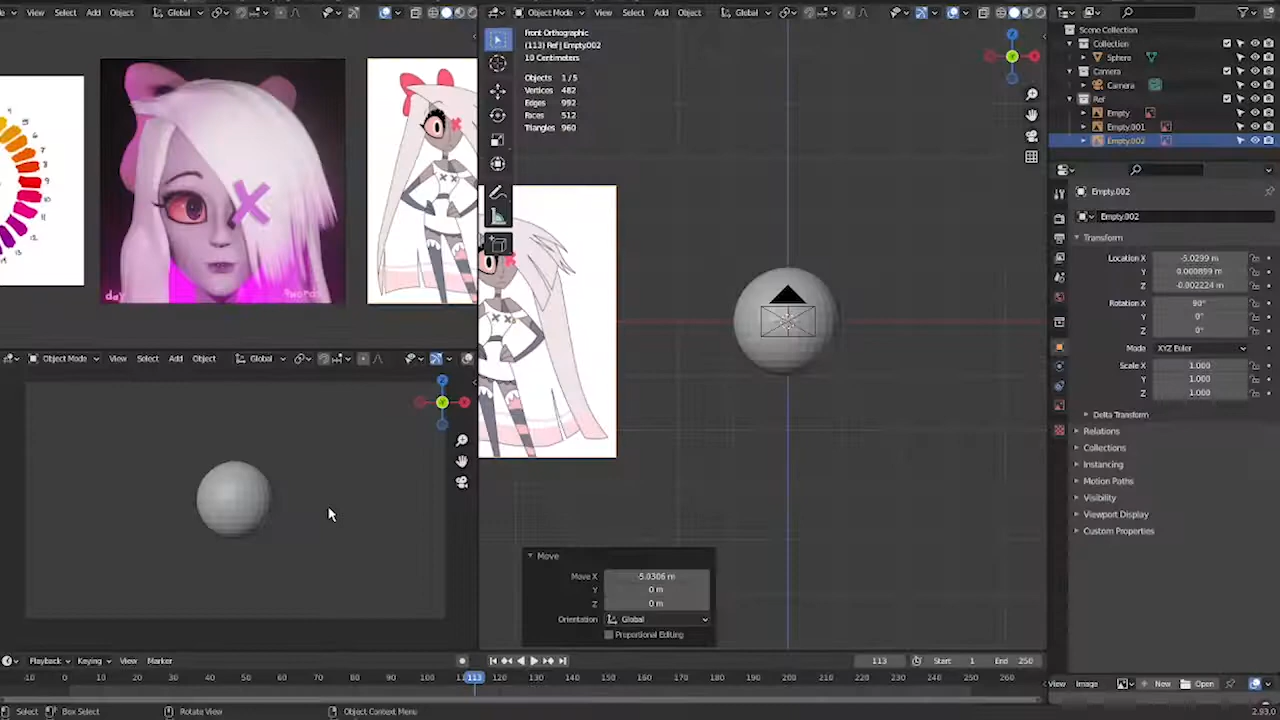 View Select Add Object Global
Object Mode View Select Add Object Global
Front Orthographic
(113) Ref | Empty.002
10 Centimeters
Objects 1/5
Vertices 482
Edges 992
Faces 512
Triangles 960
Scene Collection
Collection
Sphere
Camera
Camera
Ref
Empty
Empty.001
Empty.002
Empty.002
Empty.002
Transform
Location X -5.0299 m
Y 0.000899 m
Z -0.002224 m
Rotation X 90°
Y 0°
Z 0°
Mode XYZ Euler
Scale X 1.000
Y 1.000
Z 1.000
Delta Transform
Relations
Collections
Instancing
Motion Paths
Visibility
Viewport Display
Custom Properties
Object Mode View Select Add Object Global
Move
Move X -5.0306 m
Y 0 m
Z 0 m
Orientation Global
Proportional Editing
Playback Keying View Marker
113 Start 1 End 250
-10 0 10 20 30 40 50 60 70 80 90 100 113 120 130 140 150 160 170 180 190 200 210 220 230 240 250 260
View Image New Open
Select Box Select Rotate View Object Context Menu
2.93.0